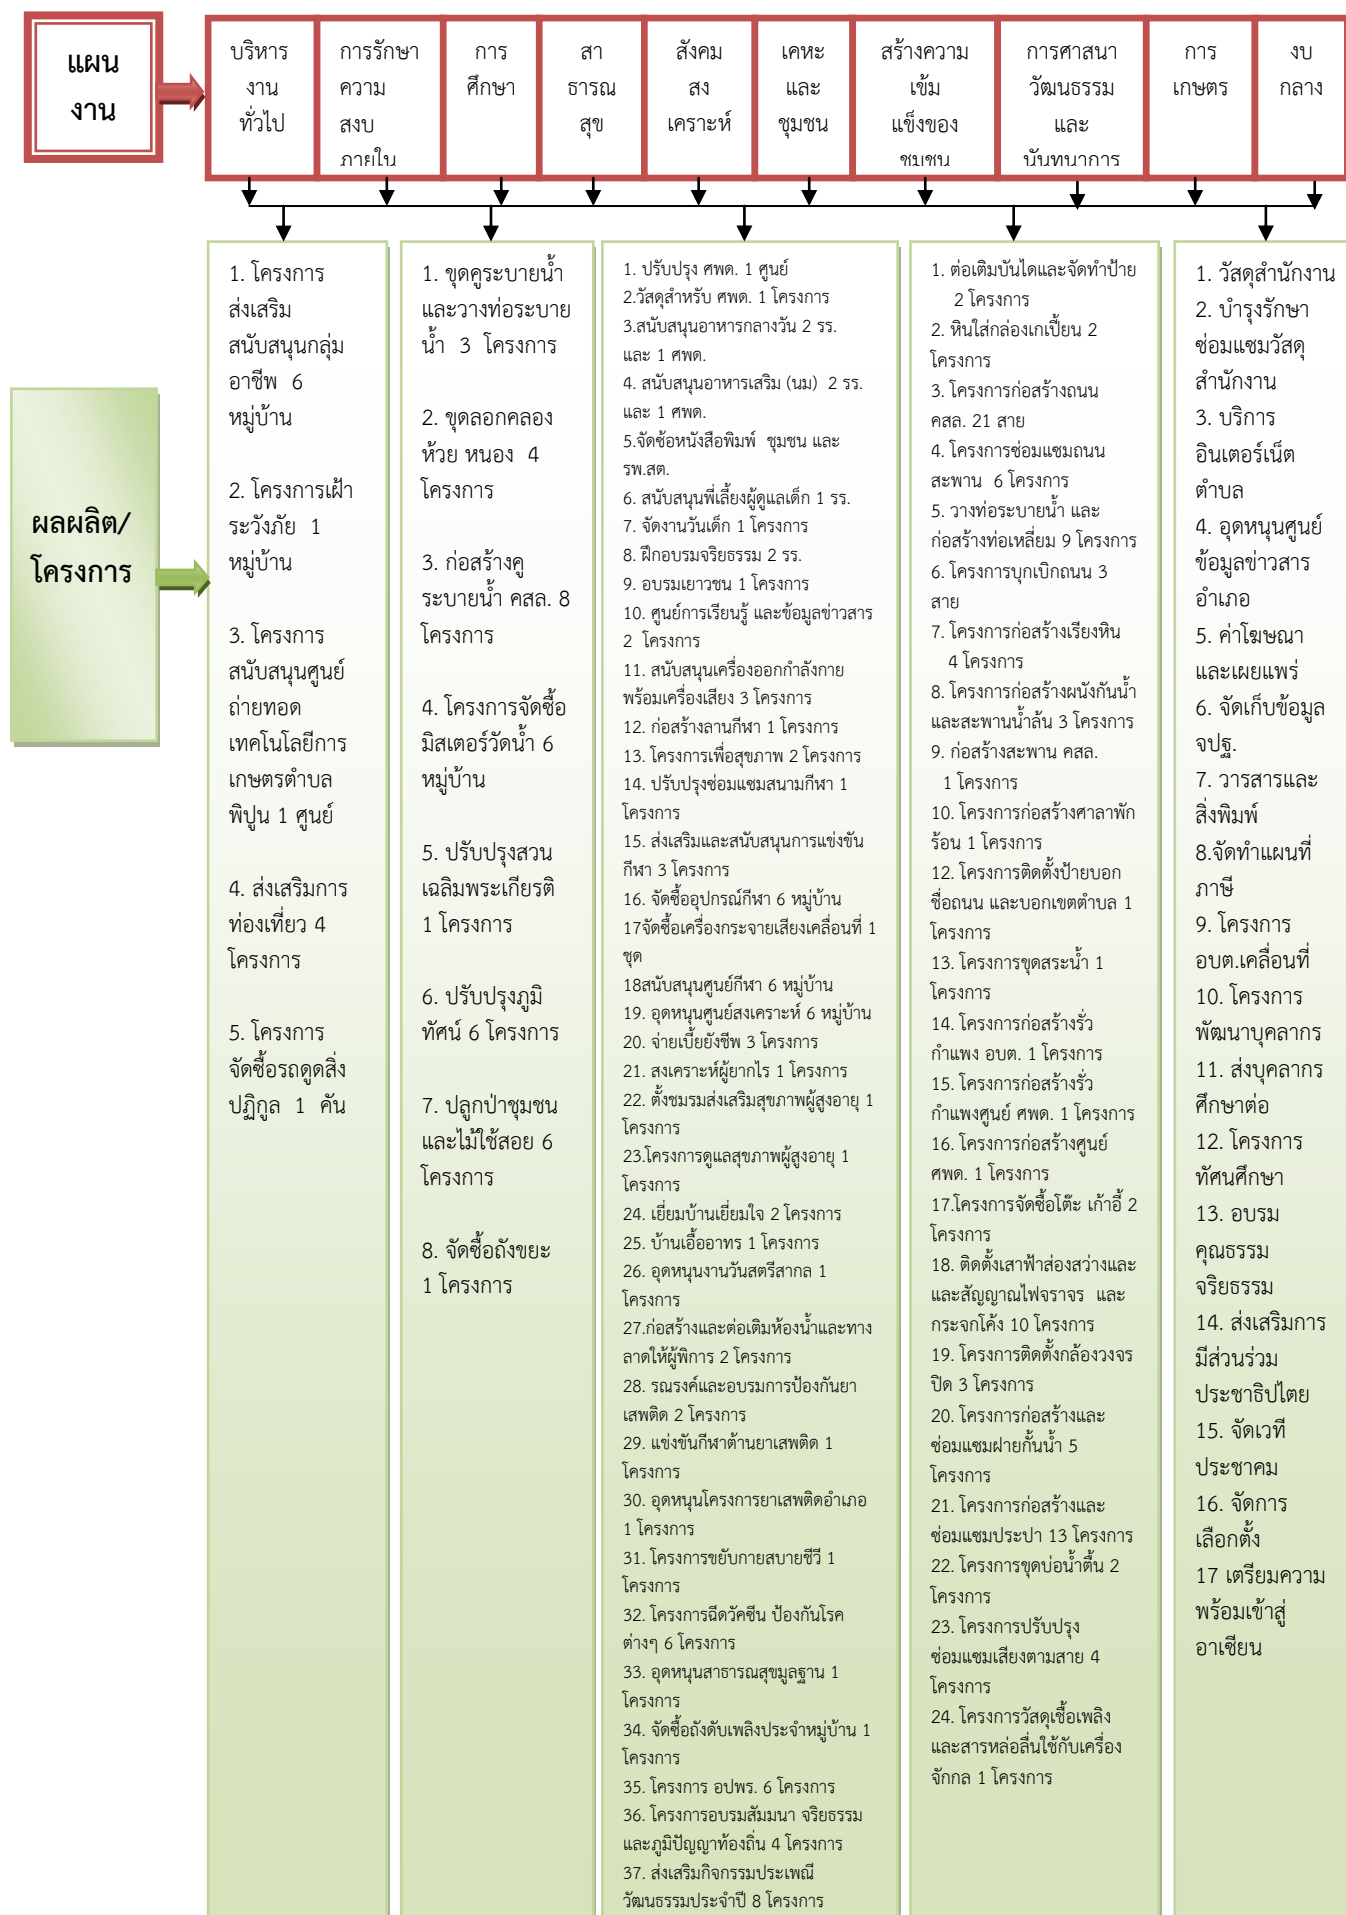 แผน
งาน
บริหาร
งาน
ทั่วไป
การรักษา
ความ
สงบ
ภายใน
การ
ศึกษา
สา
ธารณ
สุข
สังคม
สง
เคราะห์
เคหะ
และ
ชุมชน
สร้างความ
เข้ม
แข็งของ
ชุมชน
การศาสนา
วัฒนธรรม
และ
นันทนาการ
การ
เกษตร
งบ
กลาง
ผลผลิต/
โครงการ
1. โครงการ
ส่งเสริม
สนับสนุนกลุ่ม
อาชีพ 6
หมู่บ้าน
2. โครงการเฝ้า
ระวังภัย 1
หมู่บ้าน
3. โครงการ
สนับสนุนศูนย์
ถ่ายทอด
เทคโนโลยีการ
เกษตรตำบล
พิปูน 1 ศูนย์
4. ส่งเสริมการ
ท่องเที่ยว 4
โครงการ
5. โครงการ
จัดซื้อรถดูดสิ่ง
ปฏิกูล 1 คัน
1. ขุดคูระบายน้ำ
และวางท่อระบาย
น้ำ 3 โครงการ
2. ขุดลอกคลอง
ห้วย หนอง 4
โครงการ
3. ก่อสร้างคู
ระบายน้ำ คสล. 8
โครงการ
4. โครงการจัดซื้อ
มิสเตอร์วัดน้ำ 6
หมู่บ้าน
5. ปรับปรุงสวน
เฉลิมพระเกียรติ
1 โครงการ
6. ปรับปรุงภูมิ
ทัศน์ 6 โครงการ
7. ปลูกป่าชุมชน
และไม้ใช้สอย 6
โครงการ
8. จัดซื้อถังขยะ
1 โครงการ
1. ปรับปรุง ศพด. 1 ศูนย์
2.วัสดุสำหรับ ศพด. 1 โครงการ
3.สนับสนุนอาหารกลางวัน 2 รร.
และ 1 ศพด.
4. สนับสนุนอาหารเสริม (นม) 2 รร.
และ 1 ศพด.
5.จัดซ้อหนังสือพิมพ์ ชุมชน และ
รพ.สต.
6. สนับสนุนพี่เลี้ยงผู้ดูแลเด็ก 1 รร.
7. จัดงานวันเด็ก 1 โครงการ
8. ฝึกอบรมจริยธรรม 2 รร.
9. อบรมเยาวชน 1 โครงการ
10. ศูนย์การเรียนรู้ และข้อมูลข่าวสาร
2 โครงการ
11. สนับสนุนเครื่องออกกำลังกาย
พร้อมเครื่องเสียง 3 โครงการ
12. ก่อสร้างลานกีฬา 1 โครงการ
13. โครงการเพื่อสุขภาพ 2 โครงการ
14. ปรับปรุงซ่อมแซมสนามกีฬา 1
โครงการ
15. ส่งเสริมและสนับสนุนการแข่งขัน
กีฬา 3 โครงการ
16. จัดซื้ออุปกรณ์กีฬา 6 หมู่บ้าน
17จัดซื้อเครื่องกระจายเสียงเคลื่อนที่ 1
ชุด
18สนับสนุนศูนย์กีฬา 6 หมู่บ้าน
19. อุดหนุนศูนย์สงเคราะห์ 6 หมู่บ้าน
20. จ่ายเบี้ยยังชีพ 3 โครงการ
21. สงเคราะห์ผู้ยากไร 1 โครงการ
22. ตั้งชมรมส่งเสริมสุขภาพผู้สูงอายุ 1
โครงการ
23.โครงการดูแลสุขภาพผู้สูงอายุ 1
โครงการ
24. เยี่ยมบ้านเยี่ยมใจ 2 โครงการ
25. บ้านเอื้ออาทร 1 โครงการ
26. อุดหนุนงานวันสตรีสากล 1
โครงการ
27.ก่อสร้างและต่อเติมห้องน้ำและทาง
ลาดให้ผู้พิการ 2 โครงการ
28. รณรงค์และอบรมการป้องกันยา
เสพติด 2 โครงการ
29. แข่งขันกีฬาต้านยาเสพติด 1
โครงการ
30. อุดหนุนโครงการยาเสพติดอำเภอ
1 โครงการ
31. โครงการขยับกายสบายชีวี 1
โครงการ
32. โครงการฉีดวัคซีน ป้องกันโรค
ต่างๆ 6 โครงการ
33. อุดหนุนสาธารณสุขมูลฐาน 1
โครงการ
34. จัดซื้อถังดับเพลิงประจำหมู่บ้าน 1
โครงการ
35. โครงการ อปพร. 6 โครงการ
36. โครงการอบรมสัมมนา จริยธรรม
และภูมิปัญญาท้องถิ่น 4 โครงการ
37. ส่งเสริมกิจกรรมประเพณี
วัฒนธรรมประจำปี 8 โครงการ
1. ต่อเติมบันไดและจัดทำป้าย
2 โครงการ
2. หินใส่กล่องเกเปี้ยน 2
โครงการ
3. โครงการก่อสร้างถนน
คสล. 21 สาย
4. โครงการซ่อมแซมถนน
สะพาน 6 โครงการ
5. วางท่อระบายน้ำ และ
ก่อสร้างท่อเหลี่ยม 9 โครงการ
6. โครงการบุกเบิกถนน 3
สาย
7. โครงการก่อสร้างเรียงหิน
4 โครงการ
8. โครงการก่อสร้างผนังกันน้ำ
และสะพานน้ำล้น 3 โครงการ
9. ก่อสร้างสะพาน คสล.
1 โครงการ
10. โครงการก่อสร้างศาลาพัก
ร้อน 1 โครงการ
12. โครงการติดตั้งป้ายบอก
ชื่อถนน และบอกเขตตำบล 1
โครงการ
13. โครงการขุดสระน้ำ 1
โครงการ
14. โครงการก่อสร้างรั่ว
กำแพง อบต. 1 โครงการ
15. โครงการก่อสร้างรั่ว
กำแพงศูนย์ ศพด. 1 โครงการ
16. โครงการก่อสร้างศูนย์
ศพด. 1 โครงการ
17.โครงการจัดซื้อโต๊ะ เก้าอี้ 2
โครงการ
18. ติดตั้งเสาฟ้าส่องสว่างและ
และสัญญาณไฟจราจร และ
กระจกโค้ง 10 โครงการ
19. โครงการติดตั้งกล้องวงจร
ปิด 3 โครงการ
20. โครงการก่อสร้างและ
ซ่อมแซมฝายกั้นน้ำ 5
โครงการ
21. โครงการก่อสร้างและ
ซ่อมแซมประปา 13 โครงการ
22. โครงการขุดบ่อน้ำตื้น 2
โครงการ
23. โครงการปรับปรุง
ซ่อมแซมเสียงตามสาย 4
โครงการ
24. โครงการวัสดุเชื้อเพลิง
และสารหล่อลื่นใช้กับเครื่อง
จักกล 1 โครงการ
1. วัสดุสำนักงาน
2. บำรุงรักษา
ซ่อมแซมวัสดุ
สำนักงาน
3. บริการ
อินเตอร์เน็ต
ตำบล
4. อุดหนุนศูนย์
ข้อมูลข่าวสาร
อำเภอ
5. ค่าโฆษณา
และเผยแพร่
6. จัดเก็บข้อมูล
จปฐ.
7. วารสารและ
สิ่งพิมพ์
8.จัดทำแผนที่
ภาษี
9. โครงการ
อบต.เคลื่อนที่
10. โครงการ
พัฒนาบุคลากร
11. ส่งบุคลากร
ศึกษาต่อ
12. โครงการ
ทัศนศึกษา
13. อบรม
คุณธรรม
จริยธรรม
14. ส่งเสริมการ
มีส่วนร่วม
ประชาธิปไตย
15. จัดเวที
ประชาคม
16. จัดการ
เลือกตั้ง
17 เตรียมความ
พร้อมเข้าสู่
อาเซียน